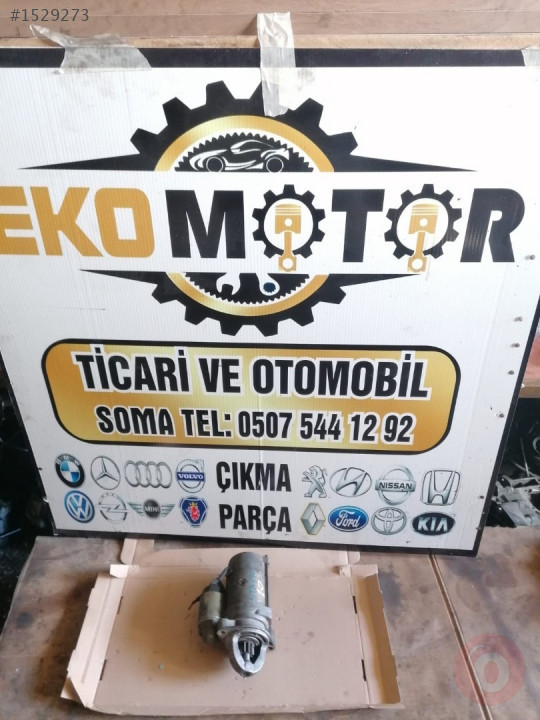 #1529273
EKO MOTOR
TİCARİ VE OTOMOBİL
SOMA TEL: 0507 544 12 92
ÇIKMA
PARÇA
VOLVO
NISSAN
MINI
Ford
KIA